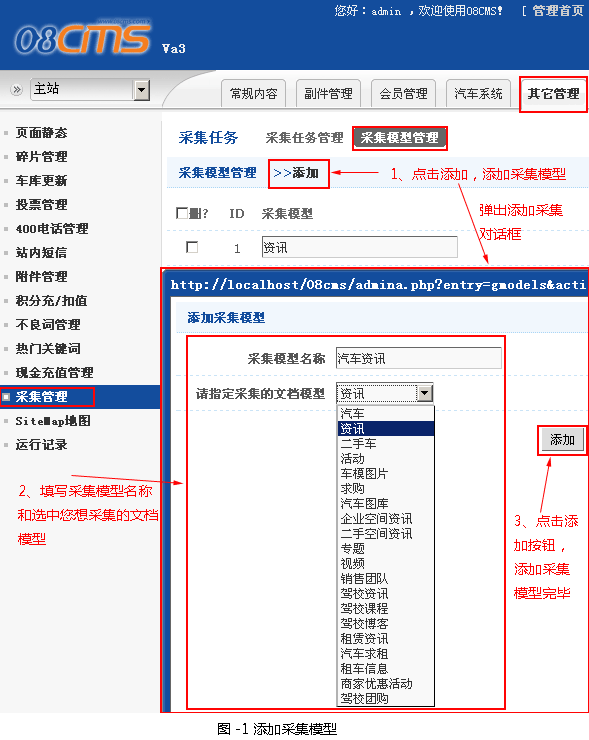 您好：admin ，欢迎使用08CMS！ [ 管理首页
08CMS Va3
主站
常规内容 副件管理 会员管理 汽车系统 其它管理
页面静态
碎片管理
车库更新
投票管理
400电话管理
站内短信
附件管理
积分充/扣值
不良词管理
热门关键词
现金充值管理
采集管理
SiteMap地图
运行记录
采集任务 采集任务管理 采集模型管理
采集模型管理 >>添加
1、点击添加，添加采集模型
删? ID 采集模型
弹出添加采集
对话框
1 资讯
http://localhost/08cms/admina.php?entry=gmodels&acti
添加采集模型
采集模型名称 汽车资讯
请指定采集的文档模型 资讯
汽车
资讯
二手车
活动
车模图片
求购
汽车图库
企业空间资讯
二手空间资讯
专题
视频
销售团队
驾校资讯
驾校课程
驾校博客
租赁资讯
汽车求租
租车信息
商家优惠活动
驾校团购
添加
2、填写采集模型名称
和选中您想采集的文档
模型
3、点击添
加按钮，
添加采集
模型完毕
图 -1 添加采集模型